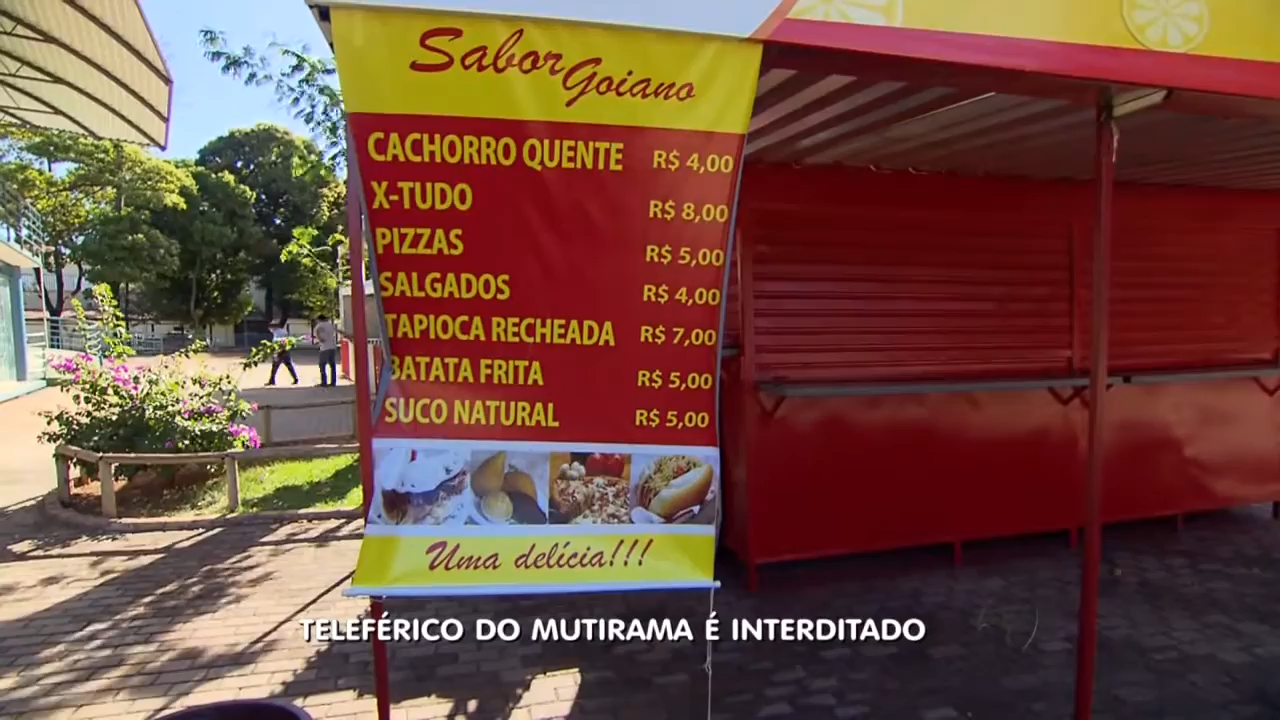 Sabor Goiano
CACHORRO QUENTE R$ 4,00
X-TUDO R$ 8,00
PIZZAS R$ 5,00
SALGADOS R$ 4,00
TAPIOCA RECHEADA R$ 7,00
BATATA FRITA R$ 5,00
SUCO NATURAL R$ 5,00
Uma delícia!!!
TELEFÉRICO DO MUTIRAMA É INTERDITADO